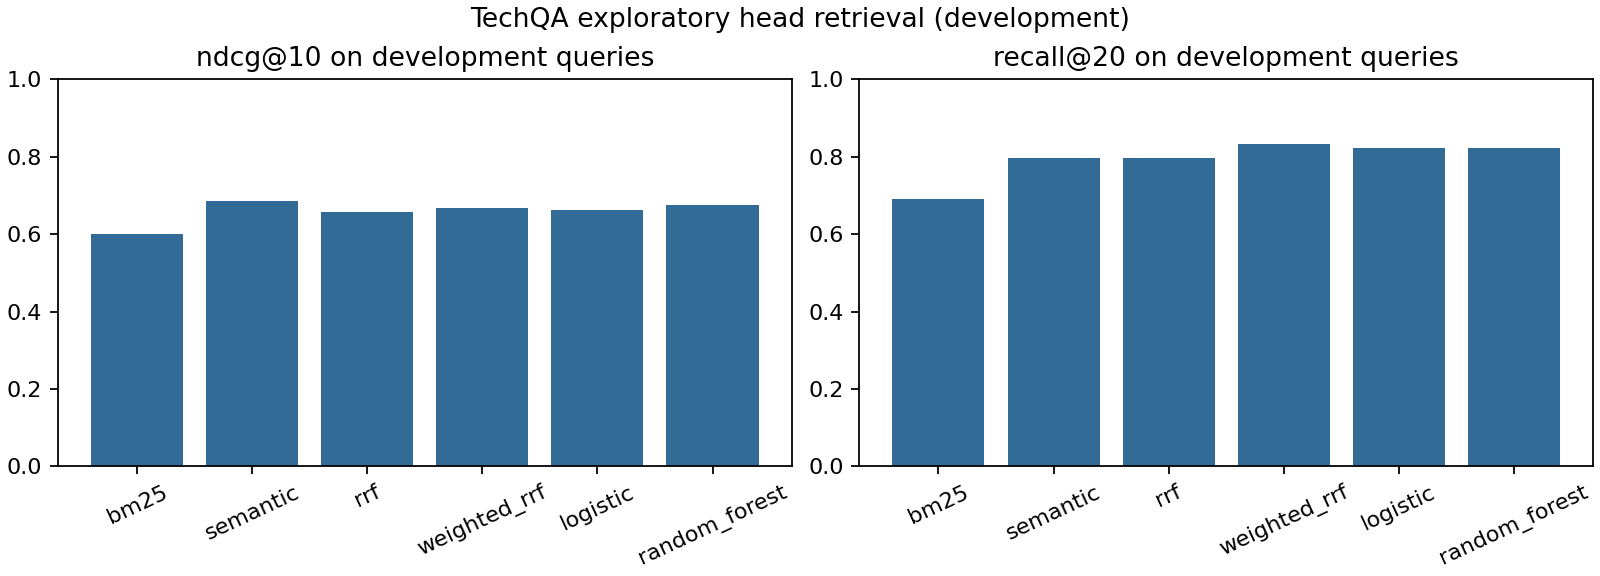 TechQA exploratory head retrieval (development)
ndcg@10 on development queries
1.0
0.8
0.6
0.4
0.2
0.0
bm25
semantic
rrf
weighted_rrf
logistic
random_forest
recall@20 on development queries
1.0
0.8
0.6
0.4
0.2
0.0
bm25
semantic
rrf
weighted_rrf
logistic
random_forest